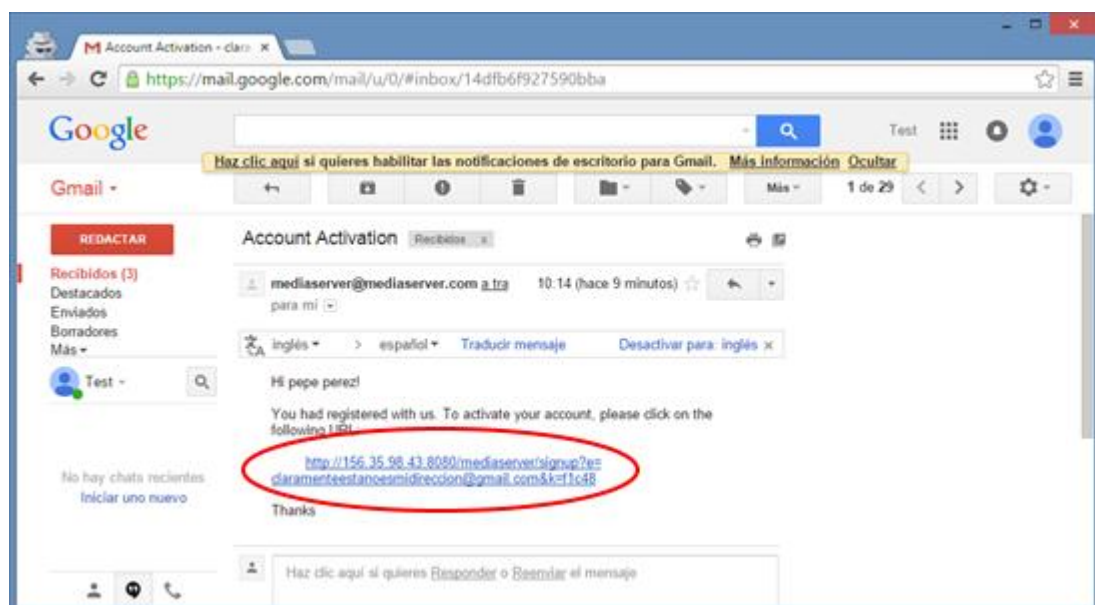 Account Activation - clara
https://mail.google.com/mail/u/0/#inbox/14dfb6f927590bba
Google
Test
Haz clic aquí si quieres habilitar las notificaciones de escritorio para Gmail. Más información Ocultar
Gmail
Más
1 de 29
REDACTAR
Account Activation Recibidos x
Recibidos (3)
Destacados
Enviados
Borradores
Más
mediaserver@mediaserver.com a tra 10:14 (hace 9 minutos)
para mí
inglés > español Traducir mensaje Desactivar para: inglés x
Test
Hi pepe perez!
You had registered with us. To activate your account, please click on the
following URL
http://156.35.98.43:8080/mediaserver/signup?e=
claramenteestanoesmidireccion@gmail.com&k=f1c48
Thanks
No hay chats recientes
Iniciar uno nuevo
Haz clic aquí si quieres Responder o Reenviar el mensaje